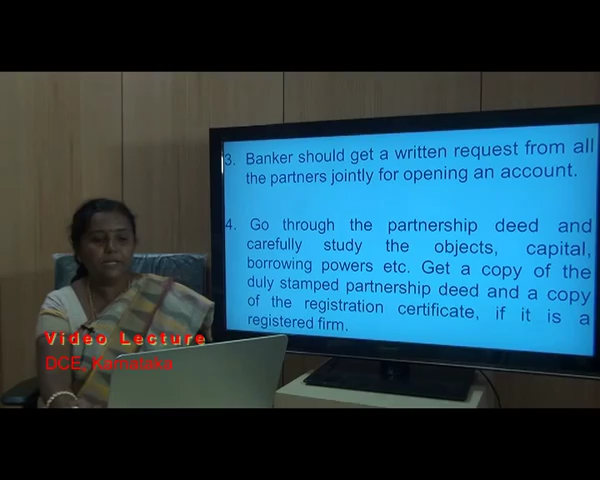 3. Banker should get a written request from all
the partners jointly for opening an account.
4. Go through the partnership deed and
carefully study the objects, capital,
borrowing powers etc. Get a copy of the
duly stamped partnership deed and a copy
of the registration certificate, if it is a
registered firm.
Video Lecture
DCE, Karnataka